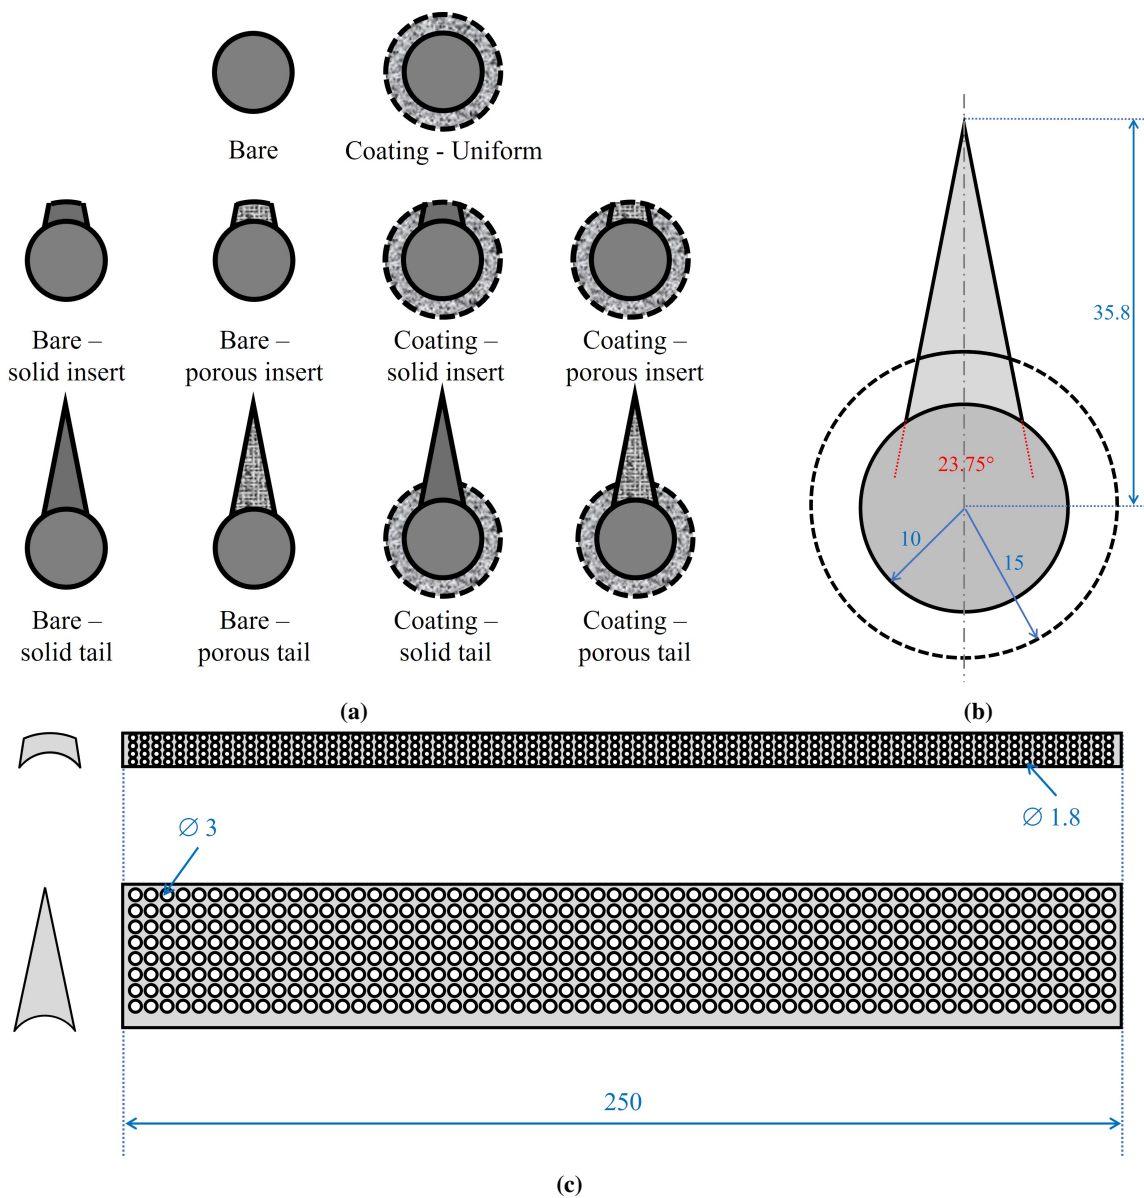 Bare
Coating - Uniform
Bare –
solid insert
Bare –
porous insert
Coating –
solid insert
Coating –
porous insert
Bare –
solid tail
Bare –
porous tail
Coating –
solid tail
Coating –
porous tail
(a)
35.8
23.75°
10
15
(b)
∅ 1.8
∅ 3
250
(c)